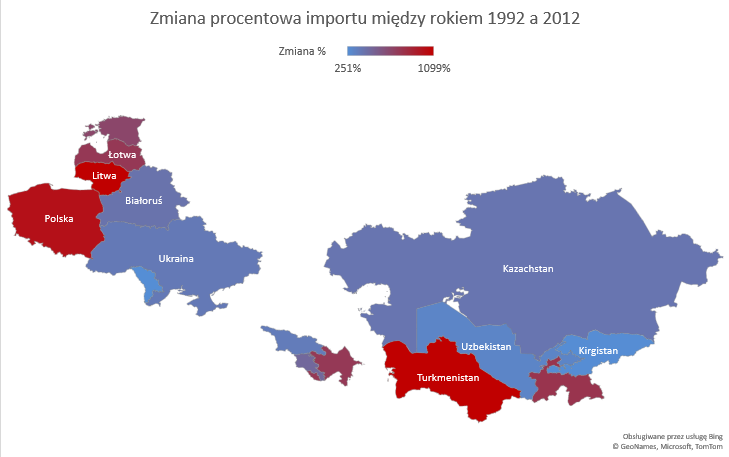 Zmiana procentowa importu między rokiem 1992 a 2012
Zmiana %
251% 1099%
Łotwa
Litwa
Białoruś
Polska
Ukraina
Kazachstan
Uzbekistan
Kirgistan
Turkmenistan
Obsługiwane przez usługę Bing
© GeoNames, Microsoft, TomTom